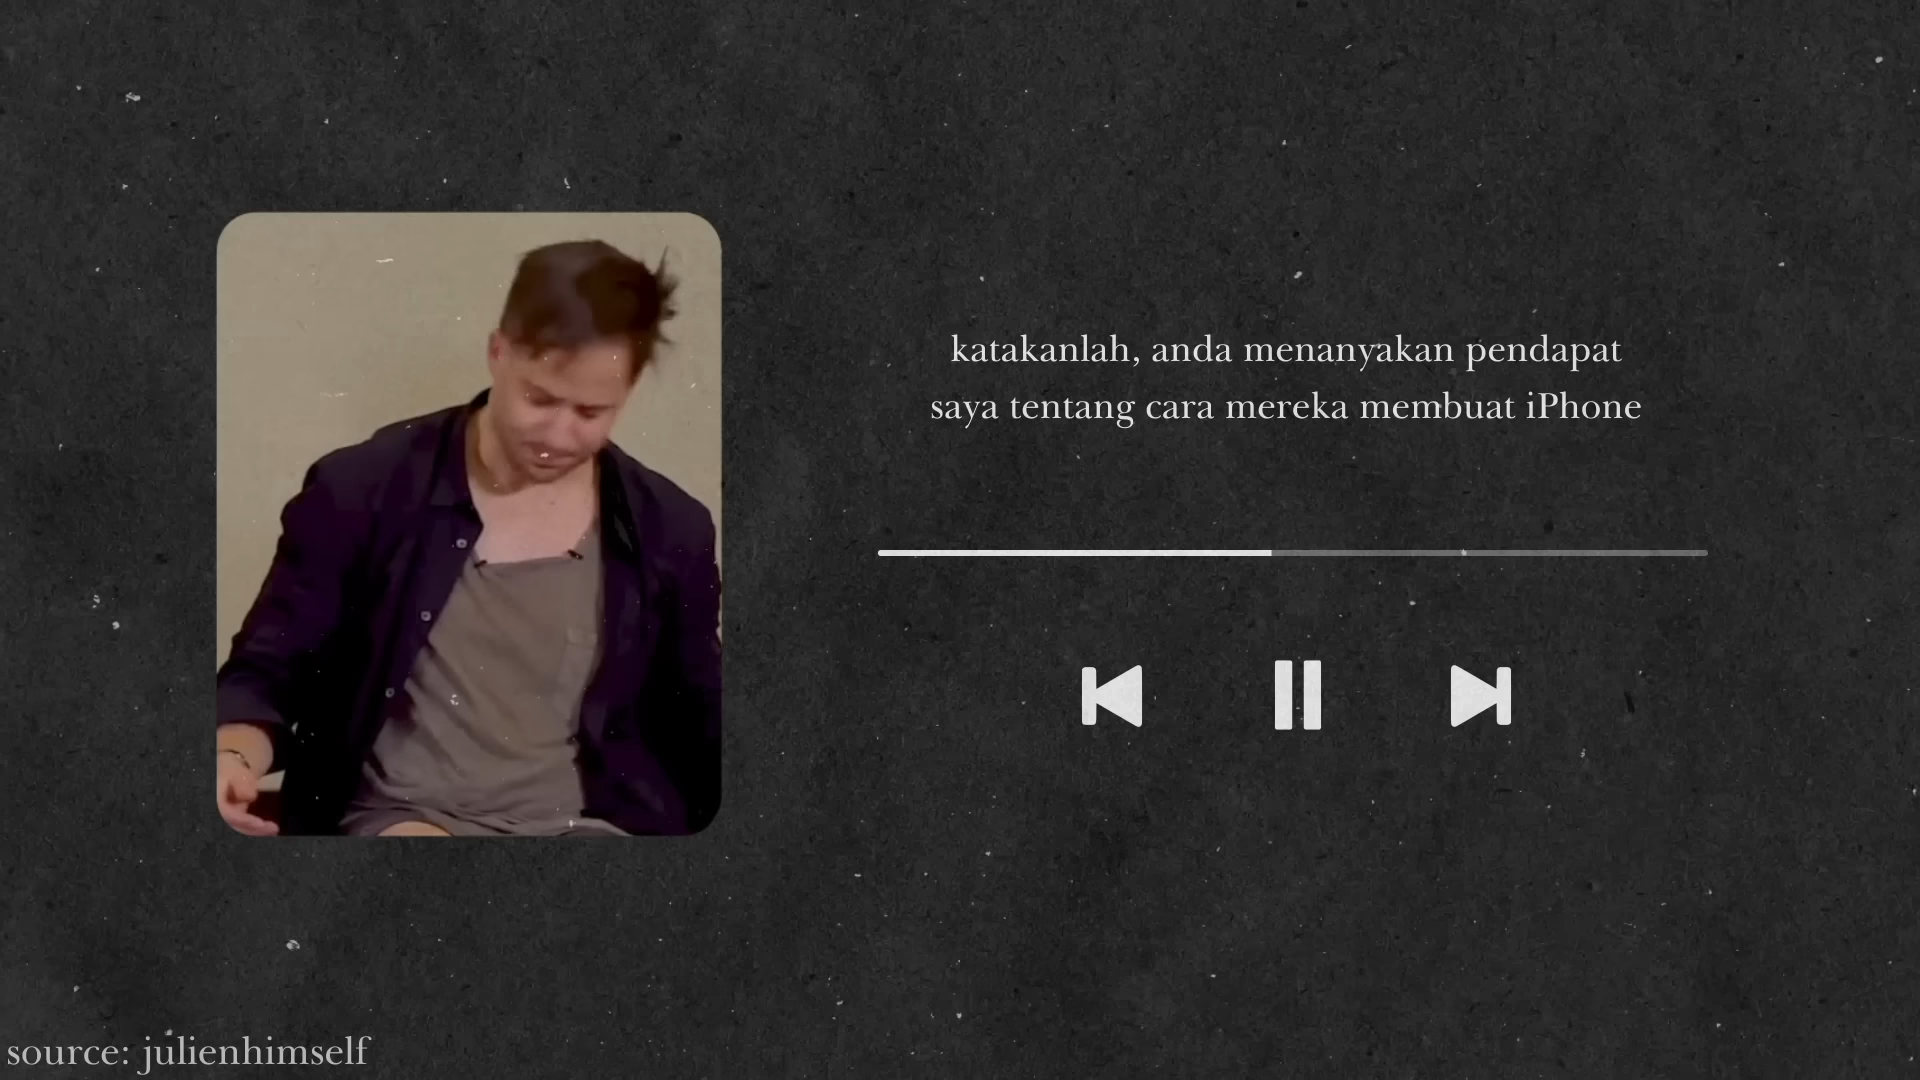 katakanlah, anda menanyakan pendapat
saya tentang cara mereka membuat iPhone
source: julienhimself